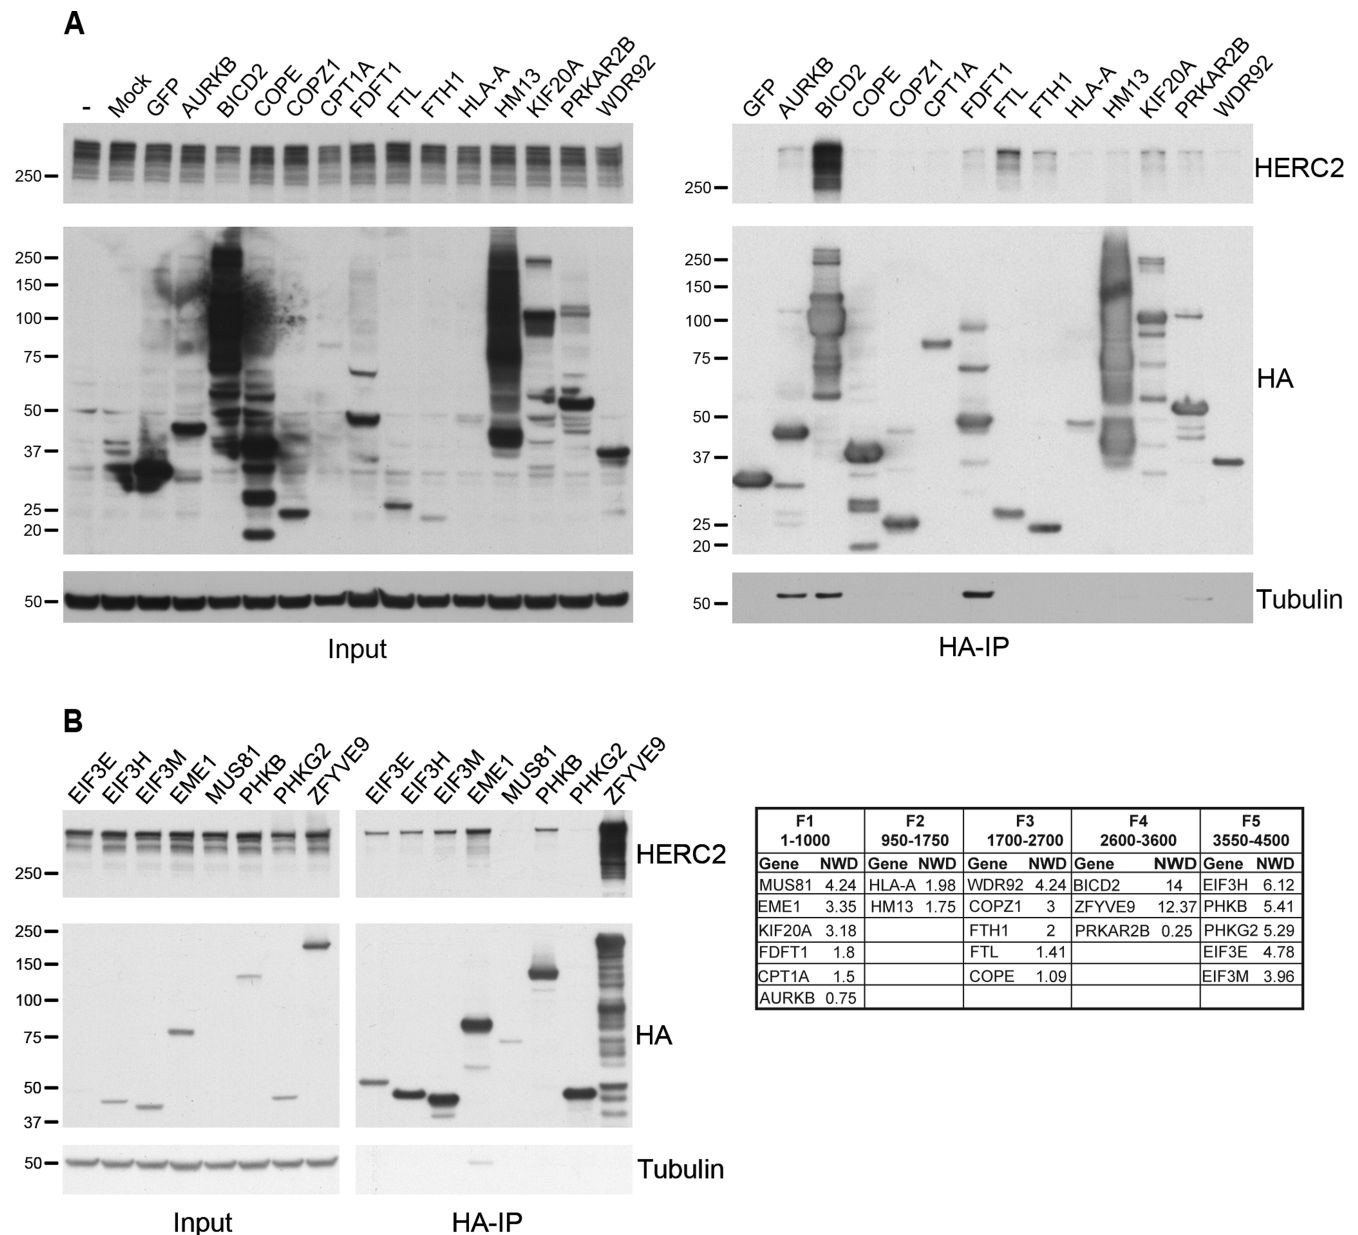 A
- Mock GFP AURKB BICD2 COPE COPZ1 CPT1A FDFT1 FTL FTH1 HLA-A HM13 KIF20A PRKAR2B WDR92
250
250
150
100
75
50
37
25
20
50
Input
GFP AURKB BICD2 COPE COPZ1 CPT1A FDFT1 FTL FTH1 HLA-A HM13 KIF20A PRKAR2B WDR92
250
HERC2
250
150
100
75
50
37
25
20
HA
50
Tubulin
HA-IP
B
EIF3E EIF3H EIF3M EME1 MUS81 PHKB PHKG2 ZFYVE9
EIF3E EIF3H EIF3M EME1 MUS81 PHKB PHKG2 ZFYVE9
250
HERC2
250
150
100
75
50
37
HA
50
Tubulin
Input
HA-IP
F1 F2 F3 F4 F5
1-1000 950-1750 1700-2700 2600-3600 3550-4500
Gene NWD Gene NWD Gene NWD Gene NWD Gene NWD
MUS81 4.24 HLA-A 1.98 WDR92 4.24 BICD2 14 EIF3H 6.12
EME1 3.35 HM13 1.75 COPZ1 3 ZFYVE9 12.37 PHKB 5.41
KIF20A 3.18 FTH1 2 PRKAR2B 0.25 PHKG2 5.29
FDFT1 1.8 FTL 1.41 EIF3E 4.78
CPT1A 1.5 COPE 1.09 EIF3M 3.96
AURKB 0.75